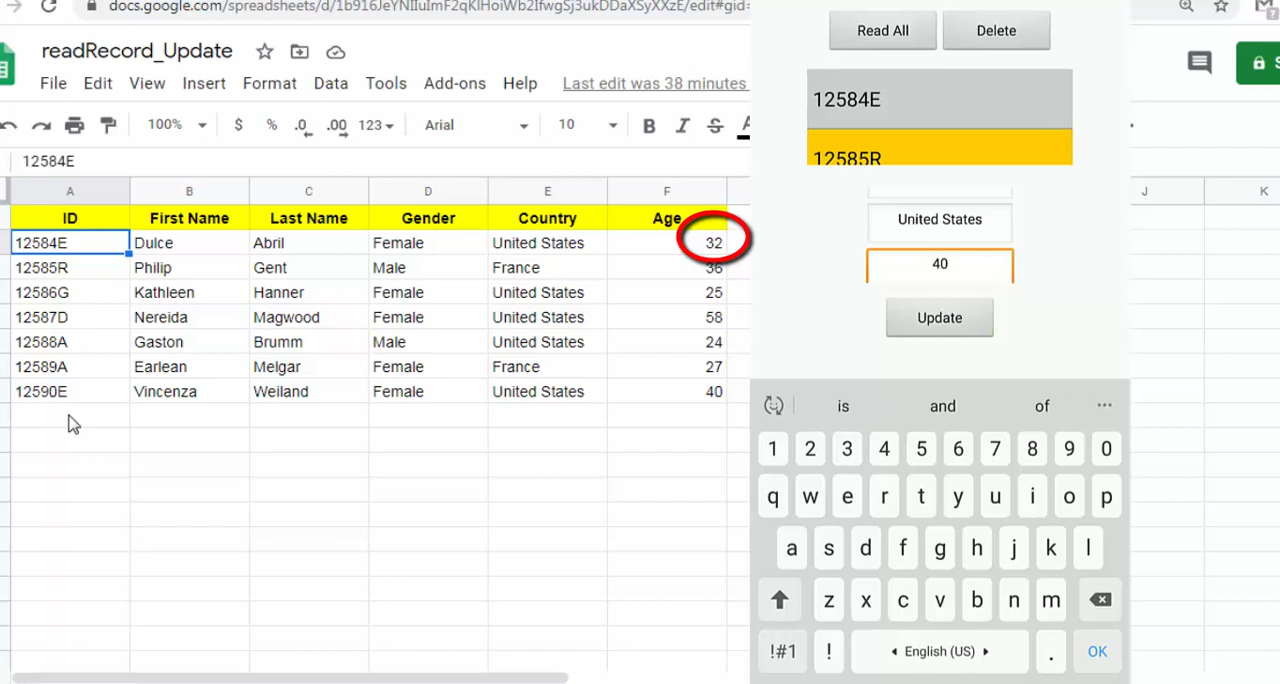 docs.google.com/spreadsheets/d/1b916JeYNIIuImF2qKlHoiWb2IfwgSj3ukDDaXSyXXzE/edit#gid=
readRecord_Update
File Edit View Insert Format Data Tools Add-ons Help Last edit was 38 minutes
100% $ % .0 .00 123 Arial 10 B I S A
12584E
A B C D E F J K
ID First Name Last Name Gender Country Age
12584E Dulce Abril Female United States 32
12585R Philip Gent Male France 36
12586G Kathleen Hanner Female United States 25
12587D Nereida Magwood Female United States 58
12588A Gaston Brumm Male United States 24
12589A Earlean Melgar Female France 27
12590E Vincenza Weiland Female United States 40
Read All Delete
12584E
12585R
United States
40
Update
is and of ...
1 2 3 4 5 6 7 8 9 0
q w e r t y u i o p
a s d f g h j k l
z x c v b n m
!#1 ! English (US) . OK